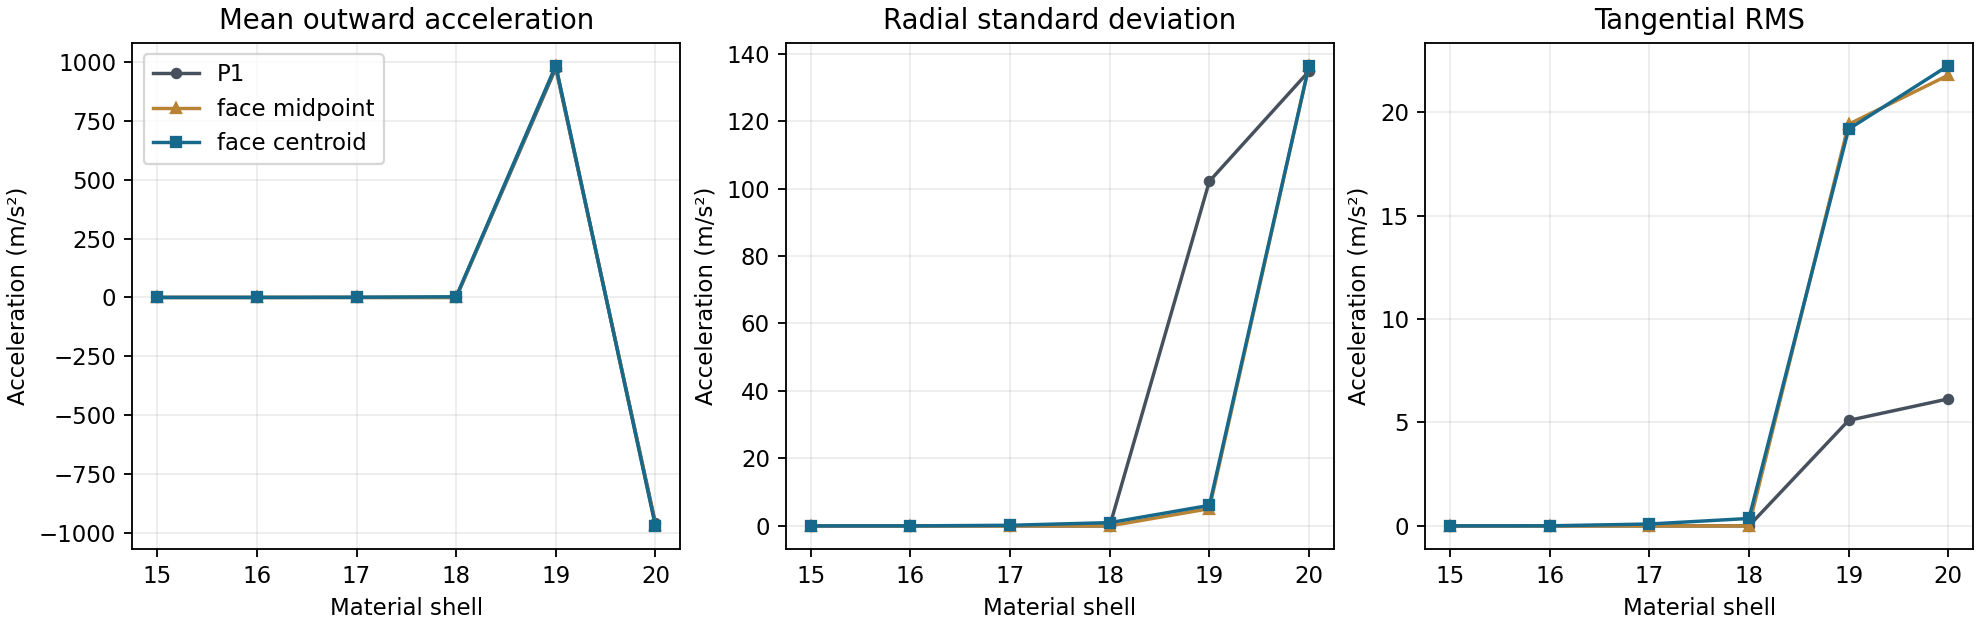 Mean outward acceleration
1000
750
500
250
0
−250
−500
−750
−1000
Acceleration (m/s²)
P1
face midpoint
face centroid
15 16 17 18 19 20
Material shell
Radial standard deviation
140
120
100
80
60
40
20
0
Acceleration (m/s²)
15 16 17 18 19 20
Material shell
Tangential RMS
20
15
10
5
0
Acceleration (m/s²)
15 16 17 18 19 20
Material shell